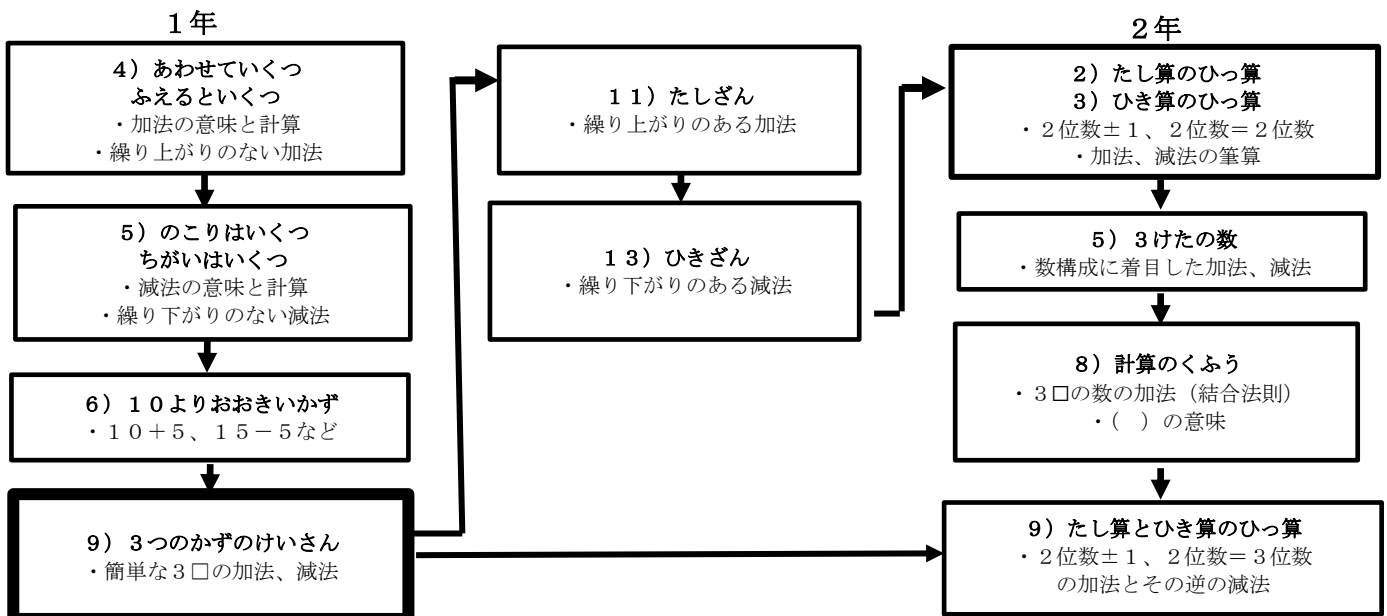 １年
４）あわせていくつ
ふえるといくつ
・加法の意味と計算
・繰り上がりのない加法
５）のこりはいくつ
ちがいはいくつ
・減法の意味と計算
・繰り下がりのない減法
６）１０よりおおきいかず
・１０＋５、１５－５など
９）３つのかずのけいさん
・簡単な３□の加法、減法
１１）たしざん
・繰り上がりのある加法
１３）ひきざん
・繰り下がりのある減法
２年
２）たし算のひっ算
３）ひき算のひっ算
・２位数±１、２位数＝２位数
・加法、減法の筆算
５）３けたの数
・数構成に着目した加法、減法
８）計算のくふう
・３□の数の加法（結合法則）
・（　）の意味
９）たし算とひき算のひっ算
・２位数±１、２位数＝３位数
の加法とその逆の減法